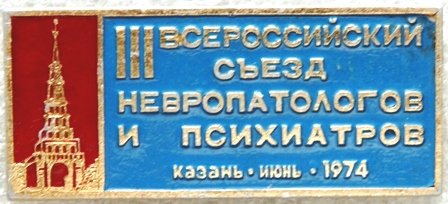 III ВСЕРОССИЙСКИЙ
СЪЕЗД
НЕВРОПАТОЛОГОВ
И ПСИХИАТРОВ
КАЗАНЬ • ИЮНЬ • 1974